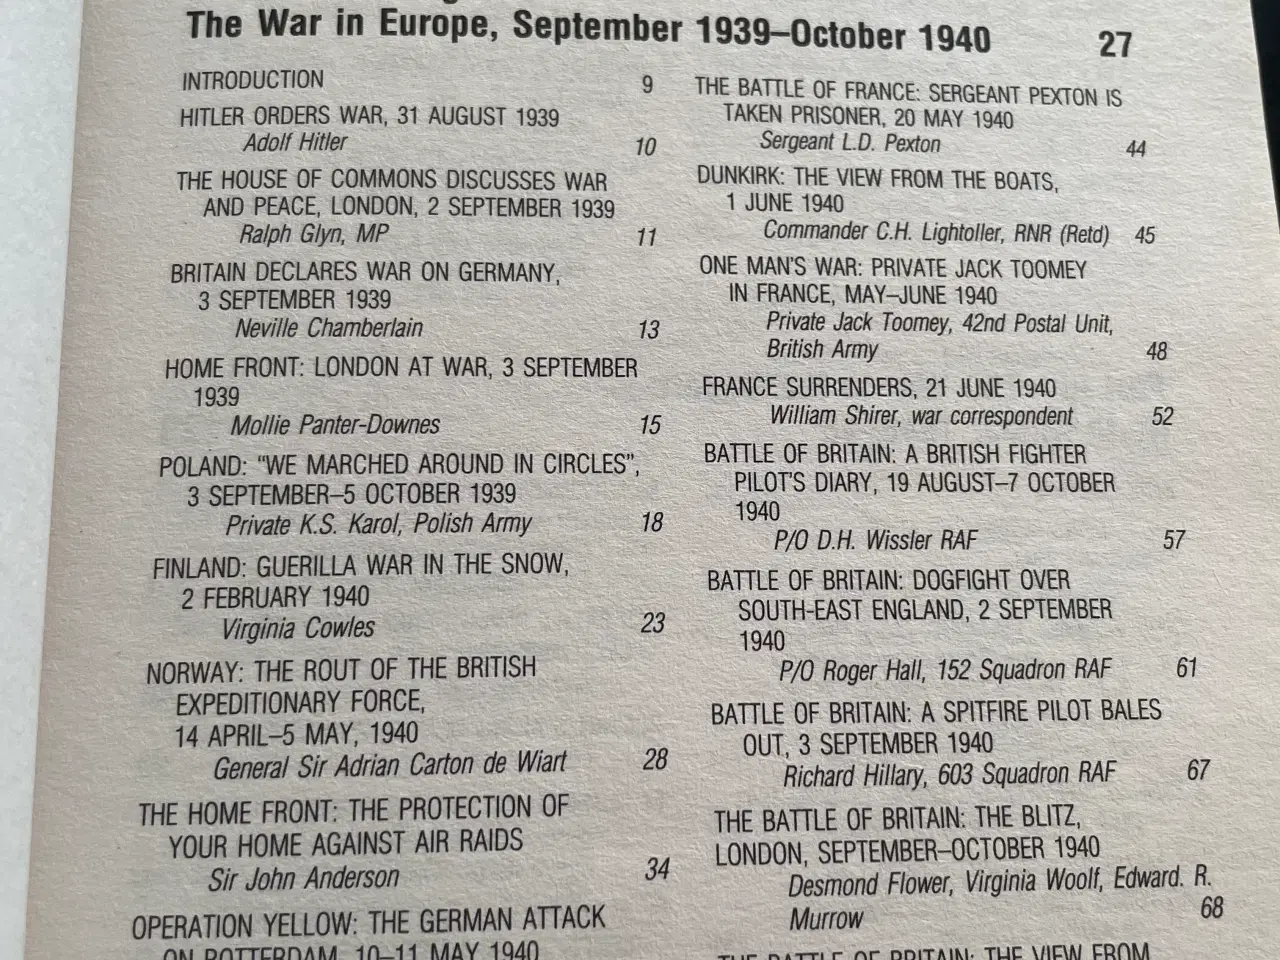 The War in Europe, September 1939–October 1940 27
INTRODUCTION 9
HITLER ORDERS WAR, 31 AUGUST 1939
Adolf Hitler 10
THE HOUSE OF COMMONS DISCUSSES WAR
AND PEACE, LONDON, 2 SEPTEMBER 1939
Ralph Glyn, MP 11
BRITAIN DECLARES WAR ON GERMANY,
3 SEPTEMBER 1939
Neville Chamberlain 13
HOME FRONT: LONDON AT WAR, 3 SEPTEMBER
1939
Mollie Panter-Downes 15
POLAND: “WE MARCHED AROUND IN CIRCLES”,
3 SEPTEMBER–5 OCTOBER 1939
Private K.S. Karol, Polish Army 18
FINLAND: GUERILLA WAR IN THE SNOW,
2 FEBRUARY 1940
Virginia Cowles 23
NORWAY: THE ROUT OF THE BRITISH
EXPEDITIONARY FORCE,
14 APRIL–5 MAY, 1940
General Sir Adrian Carton de Wiart 28
THE HOME FRONT: THE PROTECTION OF
YOUR HOME AGAINST AIR RAIDS
Sir John Anderson 34
OPERATION YELLOW: THE GERMAN ATTACK
ON ROTTERDAM, 10–11 MAY 1940
THE BATTLE OF FRANCE: SERGEANT PEXTON IS
TAKEN PRISONER, 20 MAY 1940
Sergeant L.D. Pexton 44
DUNKIRK: THE VIEW FROM THE BOATS,
1 JUNE 1940
Commander C.H. Lightoller, RNR (Retd) 45
ONE MAN'S WAR: PRIVATE JACK TOOMEY
IN FRANCE, MAY–JUNE 1940
Private Jack Toomey, 42nd Postal Unit,
British Army 48
FRANCE SURRENDERS, 21 JUNE 1940
William Shirer, war correspondent 52
BATTLE OF BRITAIN: A BRITISH FIGHTER
PILOT'S DIARY, 19 AUGUST–7 OCTOBER
1940
P/O D.H. Wissler RAF 57
BATTLE OF BRITAIN: DOGFIGHT OVER
SOUTH-EAST ENGLAND, 2 SEPTEMBER
1940
P/O Roger Hall, 152 Squadron RAF 61
BATTLE OF BRITAIN: A SPITFIRE PILOT BALES
OUT, 3 SEPTEMBER 1940
Richard Hillary, 603 Squadron RAF 67
THE BATTLE OF BRITAIN: THE BLITZ,
LONDON, SEPTEMBER–OCTOBER 1940
Desmond Flower, Virginia Woolf, Edward. R.
Murrow 68
THE BATTLE OF BRITAIN: THE VIEW FROM